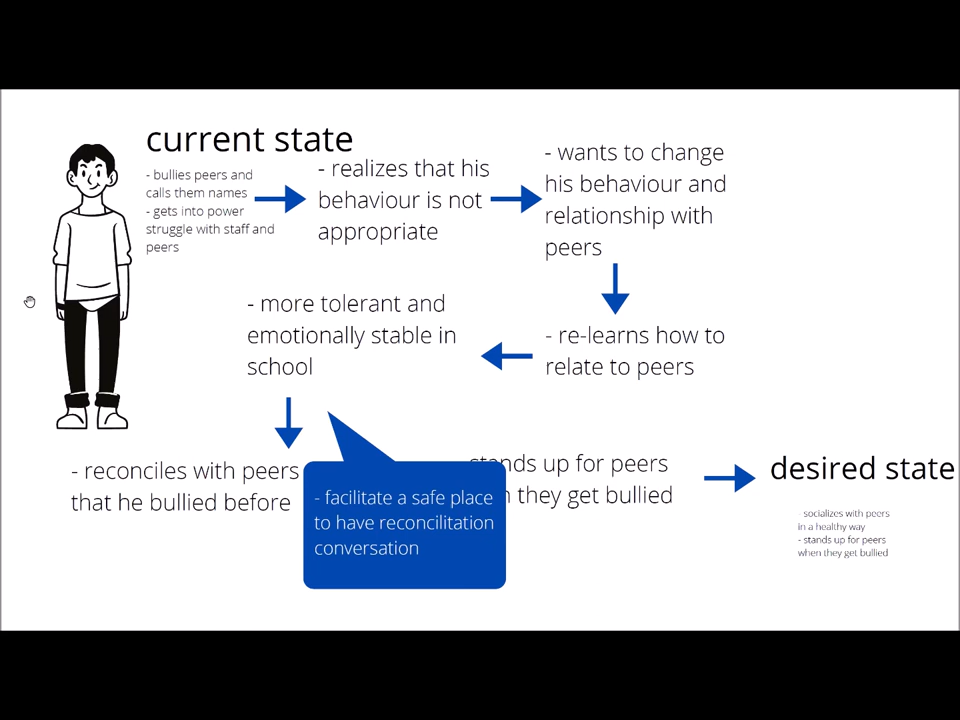 current state
- bullies peers and
calls them names
- gets into power
struggle with staff and
peers
- realizes that his
behaviour is not
appropriate
- wants to change
his behaviour and
relationship with
peers
- re-learns how to
relate to peers
- more tolerant and
emotionally stable in
school
- reconciles with peers
that he bullied before
- facilitate a safe place
to have reconcilitation
conversation
stands up for peers
they get bullied
desired state
- socializes with peers
in a healthy way
- stands up for peers
when they get bullied